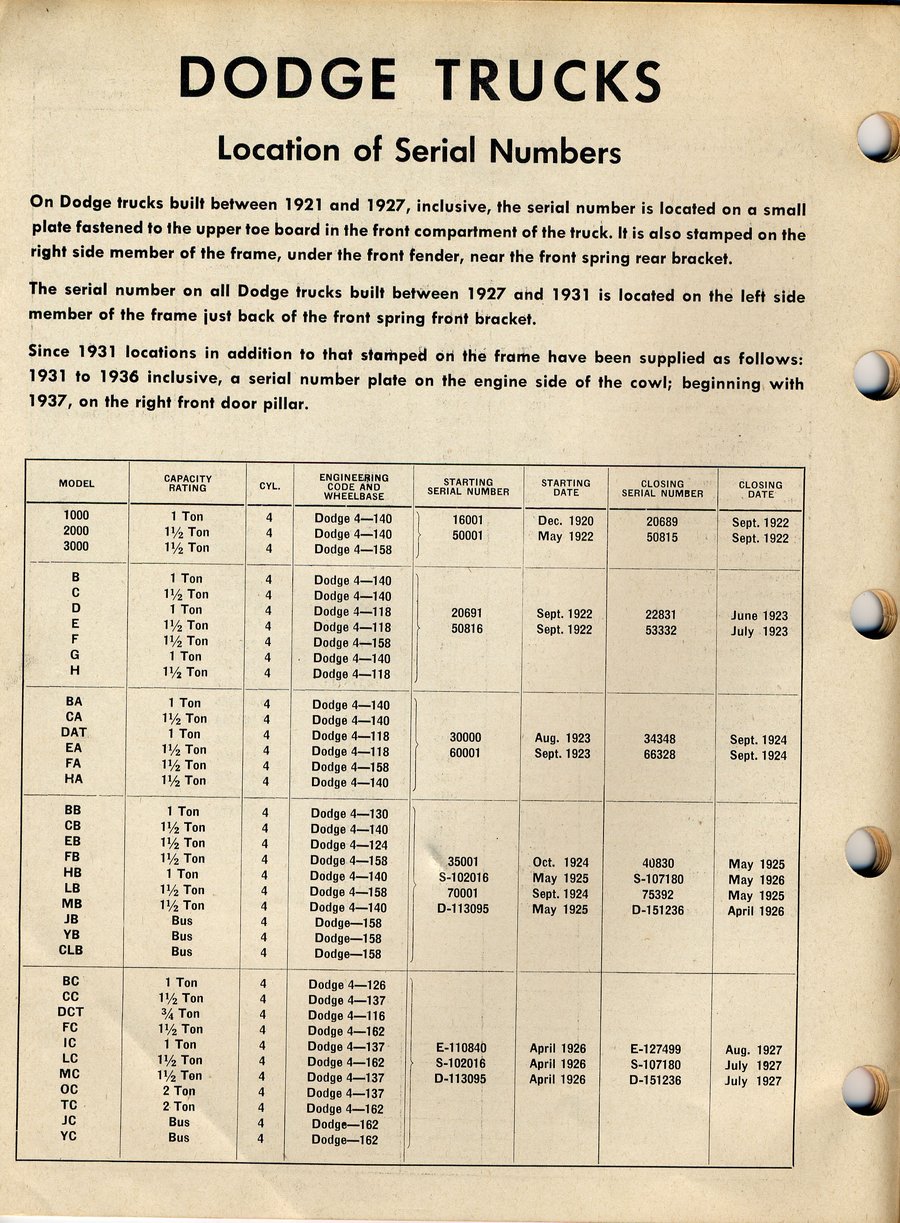 DODGE TRUCKS
Location of Serial Numbers
On Dodge trucks built between 1921 and 1927, inclusive, the serial number is located on a small
plate fastened to the upper toe board in the front compartment of the truck. It is also stamped on the
right side member of the frame, under the front fender, near the front spring rear bracket.
The serial number on all Dodge trucks built between 1927 and 1931 is located on the left side
member of the frame just back of the front spring front bracket.
Since 1931 locations in addition to that stamped on the frame have been supplied as follows:
1931 to 1936 inclusive, a serial number plate on the engine side of the cowl; beginning with
1937, on the right front door pillar.
MODEL CAPACITY RATING CYL. ENGINEERING CODE AND WHEELBASE STARTING SERIAL NUMBER STARTING DATE CLOSING SERIAL NUMBER CLOSING DATE
1000 1 Ton 4 Dodge 4—140 16001 Dec. 1920 20689 Sept. 1922
2000 1½ Ton 4 Dodge 4—140 50001 May 1922 50815 Sept. 1922
3000 1½ Ton 4 Dodge 4—158
B 1 Ton 4 Dodge 4—140
C 1½ Ton 4 Dodge 4—140
D 1 Ton 4 Dodge 4—118 20691 Sept. 1922 22831 June 1923
E 1½ Ton 4 Dodge 4—118 50816 Sept. 1922 53332 July 1923
F 1½ Ton 4 Dodge 4—158
G 1 Ton 4 Dodge 4—140
H 1½ Ton 4 Dodge 4—118
BA 1 Ton 4 Dodge 4—140
CA 1½ Ton 4 Dodge 4—140
DAT 1 Ton 4 Dodge 4—118 30000 Aug. 1923 34348 Sept. 1924
EA 1½ Ton 4 Dodge 4—118 60001 Sept. 1923 66328 Sept. 1924
FA 1½ Ton 4 Dodge 4—158
HA 1½ Ton 4 Dodge 4—140
BB 1 Ton 4 Dodge 4—130
CB 1½ Ton 4 Dodge 4—140
EB 1½ Ton 4 Dodge 4—124
FB 1½ Ton 4 Dodge 4—158 35001 Oct. 1924 40830 May 1925
HB 1 Ton 4 Dodge 4—140 S-102016 May 1925 S-107180 May 1926
LB 1½ Ton 4 Dodge 4—158 70001 Sept. 1924 75392 May 1925
MB 1½ Ton 4 Dodge 4—140 D-113095 May 1925 D-151236 April 1926
JB Bus 4 Dodge—158
YB Bus 4 Dodge—158
CLB Bus 4 Dodge—158
BC 1 Ton 4 Dodge 4—126
CC 1½ Ton 4 Dodge 4—137
DCT ¾ Ton 4 Dodge 4—116
FC 1½ Ton 4 Dodge 4—162
IC 1 Ton 4 Dodge 4—137 E-110840 April 1926 E-127499 Aug. 1927
LC 1½ Ton 4 Dodge 4—162 S-102016 April 1926 S-107180 July 1927
MC 1½ Ton 4 Dodge 4—137 D-113095 April 1926 D-151236 July 1927
OC 2 Ton 4 Dodge 4—137
TC 2 Ton 4 Dodge 4—162
JC Bus 4 Dodge—162
YC Bus 4 Dodge—162